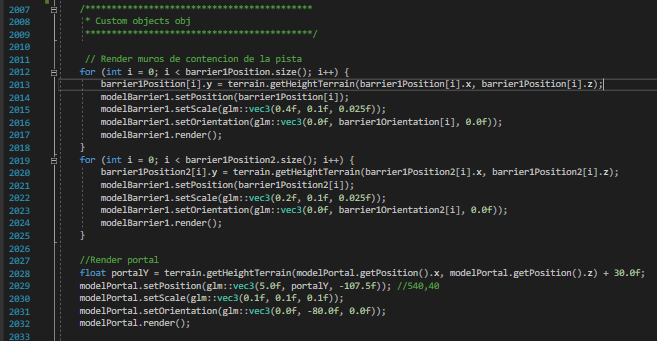 2007 /*******************************************
2008 * Custom objects obj
2009 *******************************************/
2010
2011 // Render muros de contencion de la pista
2012 for (int i = 0; i < barrier1Position.size(); i++) {
2013 barrier1Position[i].y = terrain.getHeightTerrain(barrier1Position[i].x, barrier1Position[i].z);
2014 modelBarrier1.setPosition(barrier1Position[i]);
2015 modelBarrier1.setScale(glm::vec3(0.4f, 0.1f, 0.025f));
2016 modelBarrier1.setOrientation(glm::vec3(0.0f, barrier1Orientation[i], 0.0f));
2017 modelBarrier1.render();
2018 }
2019 for (int i = 0; i < barrier1Position2.size(); i++) {
2020 barrier1Position2[i].y = terrain.getHeightTerrain(barrier1Position2[i].x, barrier1Position2[i].z);
2021 modelBarrier1.setPosition(barrier1Position2[i]);
2022 modelBarrier1.setScale(glm::vec3(0.2f, 0.1f, 0.025f));
2023 modelBarrier1.setOrientation(glm::vec3(0.0f, barrier1Orientation2[i], 0.0f));
2024 modelBarrier1.render();
2025 }
2026
2027 //Render portal
2028 float portalY = terrain.getHeightTerrain(modelPortal.getPosition().x, modelPortal.getPosition().z) + 30.0f;
2029 modelPortal.setPosition(glm::vec3(5.0f, portalY, -107.5f)); //540,40
2030 modelPortal.setScale(glm::vec3(0.1f, 0.1f, 0.1f));
2031 modelPortal.setOrientation(glm::vec3(0.0f, -80.0f, 0.0f));
2032 modelPortal.render();
2033